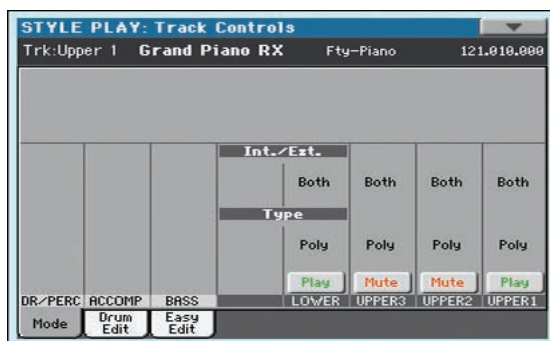 STYLE PLAY: Track Controls
Trk:Upper 1 Grand Piano RX Fty-Piano 121.010.000
Int./Ext.
Both Both Both Both
Type
Poly Poly Poly Poly
Play Mute Mute Play
DR/PERC ACCOMP BASS LOWER UPPER3 UPPER2 UPPER1
Mode Drum Edit Easy Edit